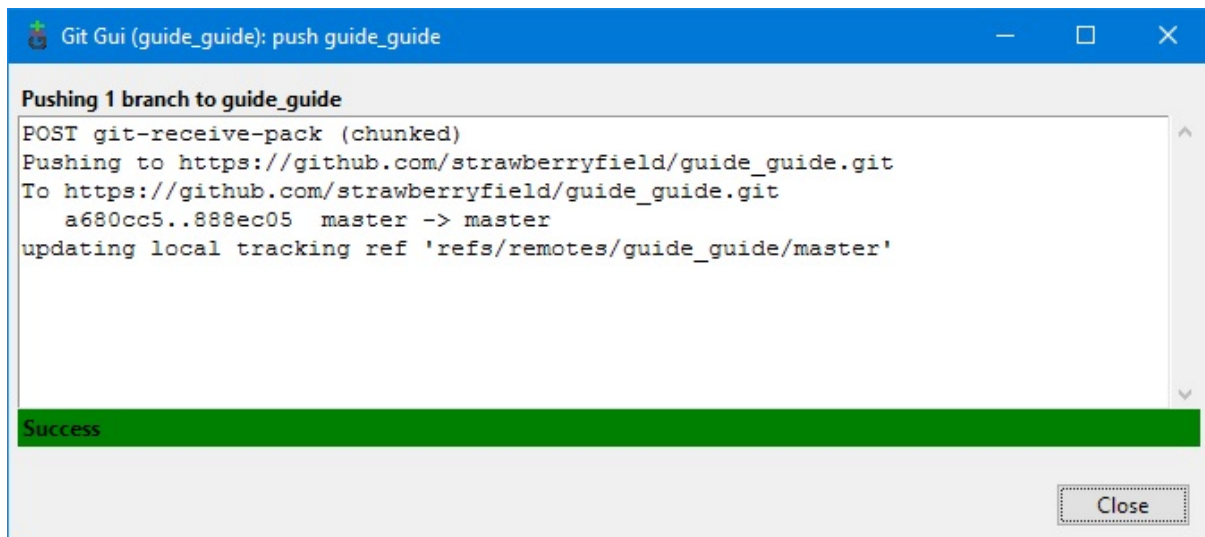 Git Gui (guide_guide): push guide_guide
Pushing 1 branch to guide_guide
POST git-receive-pack (chunked)
Pushing to https://github.com/strawberryfield/guide_guide.git
To https://github.com/strawberryfield/guide_guide.git
   a680cc5..888ec05  master -> master
updating local tracking ref 'refs/remotes/guide_guide/master'
Success
Close